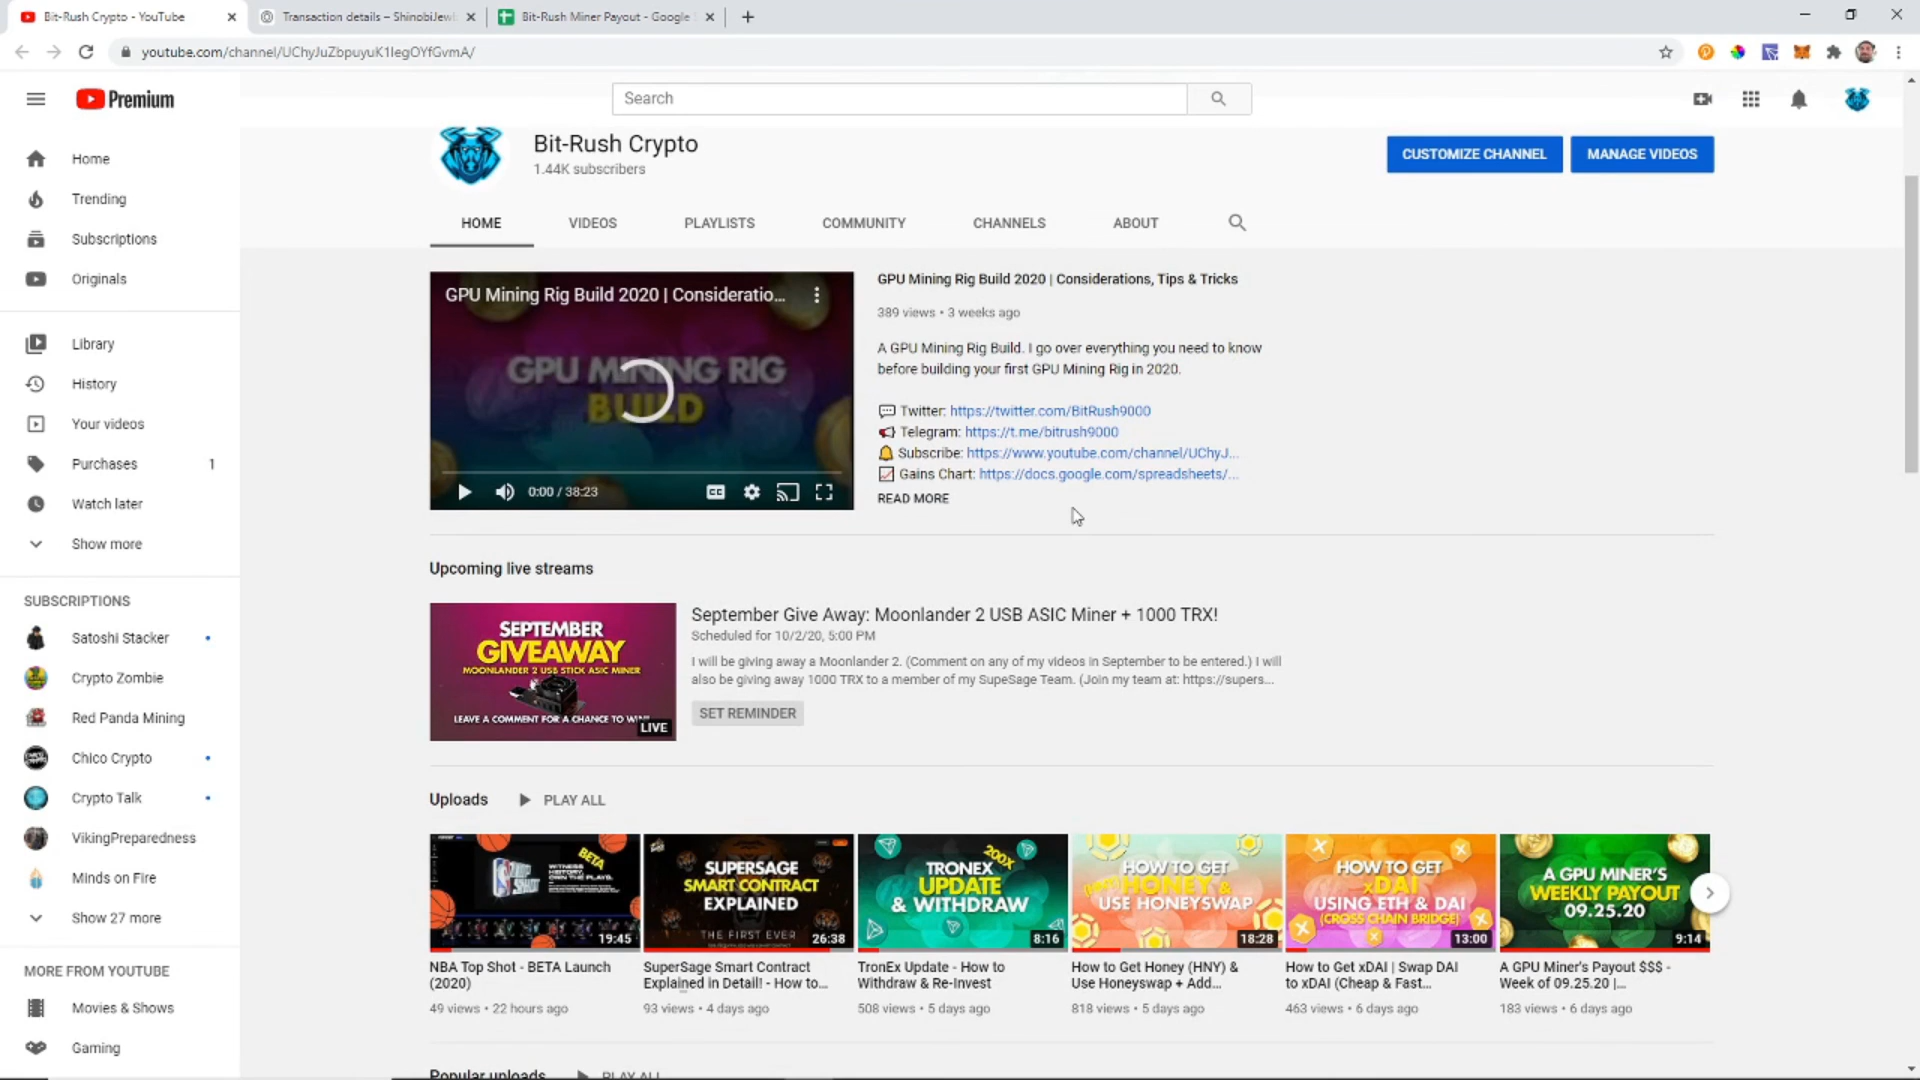 Bit-Rush Crypto - YouTube
Transaction details – ShinobiJewl
Bit-Rush Miner Payout - Google
youtube.com/channel/UChyJuZbpuyuK1legOYfGvmA/
Premium
Search
Bit-Rush Crypto
1.44K subscribers
CUSTOMIZE CHANNEL
MANAGE VIDEOS
HOME
VIDEOS
PLAYLISTS
COMMUNITY
CHANNELS
ABOUT
Home
Trending
Subscriptions
Originals
Library
History
Your videos
Purchases 1
Watch later
Show more
SUBSCRIPTIONS
Satoshi Stacker
Crypto Zombie
Red Panda Mining
Chico Crypto
Crypto Talk
VikingPreparedness
Minds on Fire
Show 27 more
MORE FROM YOUTUBE
Movies & Shows
Gaming
GPU Mining Rig Build 2020 | Consideratio...
GPU MINING RIG
BUILD
0:00 / 38:23
CC
GPU Mining Rig Build 2020 | Considerations, Tips & Tricks
389 views • 3 weeks ago
A GPU Mining Rig Build. I go over everything you need to know
before building your first GPU Mining Rig in 2020.
Twitter: https://twitter.com/BitRush9000
Telegram: https://t.me/bitrush9000
Subscribe: https://www.youtube.com/channel/UChyJ...
Gains Chart: https://docs.google.com/spreadsheets/...
READ MORE
Upcoming live streams
SEPTEMBER
GIVEAWAY
MOONLANDER 2 USB STICK ASIC MINER
LEAVE A COMMENT FOR A CHANCE TO WIN!
LIVE
September Give Away: Moonlander 2 USB ASIC Miner + 1000 TRX!
Scheduled for 10/2/20, 5:00 PM
I will be giving away a Moonlander 2. (Comment on any of my videos in September to be entered.) I will
also be giving away 1000 TRX to a member of my SupeSage Team. (Join my team at: https://supers...
SET REMINDER
Uploads
PLAY ALL
BETA
NBA
TOP SHOT
WITNESS
HISTORY.
OWN THE PLAYS.
19:45
NBA Top Shot - BETA Launch
(2020)
49 views • 22 hours ago
SUPERSAGE
SMART CONTRACT
EXPLAINED
THE FIRST EVER
26:38
SuperSage Smart Contract
Explained in Detail! - How to...
93 views • 4 days ago
TRONEX
200X
UPDATE
& WITHDRAW
8:16
TronEx Update - How to
Withdraw & Re-Invest
508 views • 5 days ago
HOW TO GET
(HNY) HONEY &
USE HONEYSWAP
18:28
How to Get Honey (HNY) &
Use Honeyswap + Add...
818 views • 5 days ago
HOW TO GET
xDAI
USING ETH & DAI
(CROSS CHAIN BRIDGE)
13:00
How to Get xDAI | Swap DAI
to xDAI (Cheap & Fast...
463 views • 6 days ago
A GPU MINER'S
WEEKLY PAYOUT
09.25.20
9:14
A GPU Miner's Payout $$$ -
Week of 09.25.20 |...
183 views • 6 days ago
Popular uploads
PLAY ALL